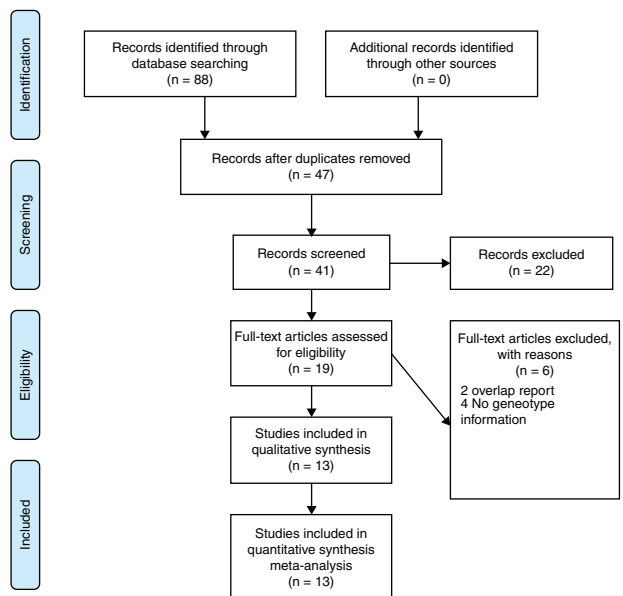 Identification
Records identified through
database searching
(n = 88)
Additional records identified
through other sources
(n = 0)
Records after duplicates removed
(n = 47)
Screening
Records screened
(n = 41)
Records excluded
(n = 22)
Eligibility
Full-text articles assessed
for eligibility
(n = 19)
Full-text articles excluded,
with reasons
(n = 6)
2 overlap report
4 No geneotype
information
Studies included in
qualitative synthesis
(n = 13)
Included
Studies included in
quantitative synthesis
meta-analysis
(n = 13)